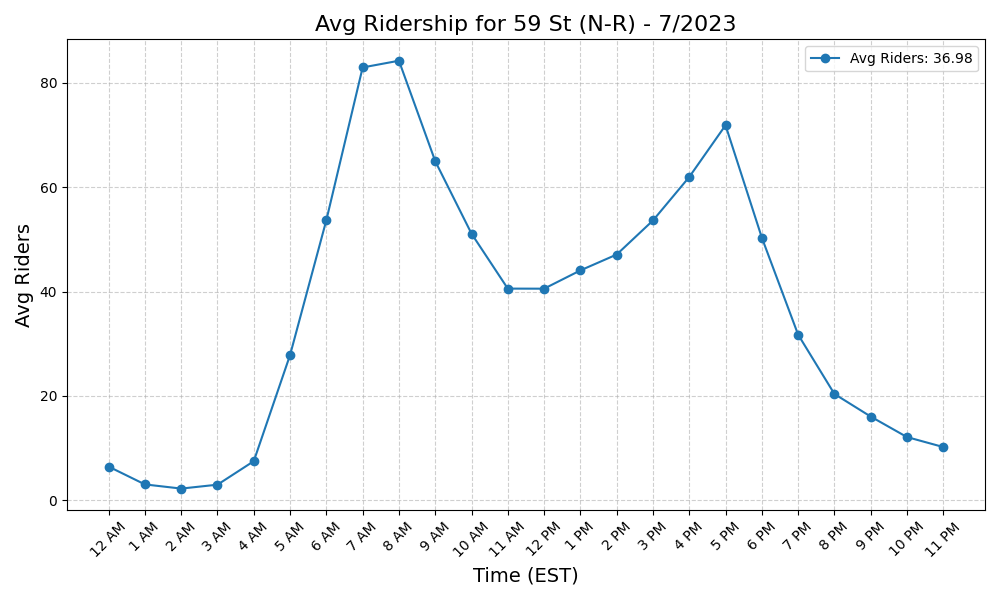 Avg Ridership for 59 St (N-R) - 7/2023
Avg Riders: 36.98
Avg Riders
80
60
40
20
0
12 AM
1 AM
2 AM
3 AM
4 AM
5 AM
6 AM
7 AM
8 AM
9 AM
10 AM
11 AM
12 PM
1 PM
2 PM
3 PM
4 PM
5 PM
6 PM
7 PM
8 PM
9 PM
10 PM
11 PM
Time (EST)